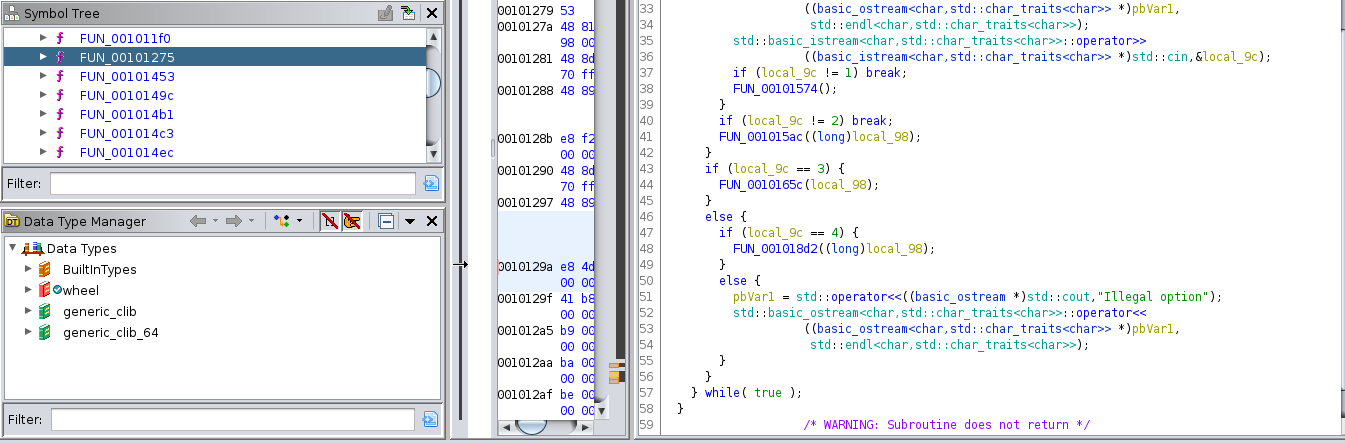 Symbol Tree
FUN_001011f0
FUN_00101275
FUN_00101453
FUN_0010149c
FUN_001014b1
FUN_001014c3
FUN_001014ec
Filter:
Data Type Manager
Data Types
BuiltInTypes
wheel
generic_clib
generic_clib_64
Filter:
00101279 53
0010127a 48 81
98 00
00101281 48 8d
70 ff
00101288 48 89
0010128b e8 f2
00 00
00101290 48 8d
70 ff
00101297 48 89
0010129a e8 4d
00 00
0010129f 41 b8
00 00
001012a5 b9 00
00 00
001012aa ba 00
00 00
001012af be 00
00 00
33 ((basic_ostream<char,std::char_traits<char>> *)pbVar1,
34 std::endl<char,std::char_traits<char>>);
35 std::basic_istream<char,std::char_traits<char>>::operator>>
36 ((basic_istream<char,std::char_traits<char>> *)std::cin,&local_9c);
37 if (local_9c != 1) break;
38 FUN_00101574();
39 }
40 if (local_9c != 2) break;
41 FUN_001015ac((long)local_98);
42 }
43 if (local_9c == 3) {
44 FUN_0010165c(local_98);
45 }
46 else {
47 if (local_9c == 4) {
48 FUN_001018d2((long)local_98);
49 }
50 else {
51 pbVar1 = std::operator<<((basic_ostream *)std::cout,"Illegal option");
52 std::basic_ostream<char,std::char_traits<char>>::operator<<
53 ((basic_ostream<char,std::char_traits<char>> *)pbVar1,
54 std::endl<char,std::char_traits<char>>);
55 }
56 }
57 } while( true );
58 }
59 /* WARNING: Subroutine does not return */